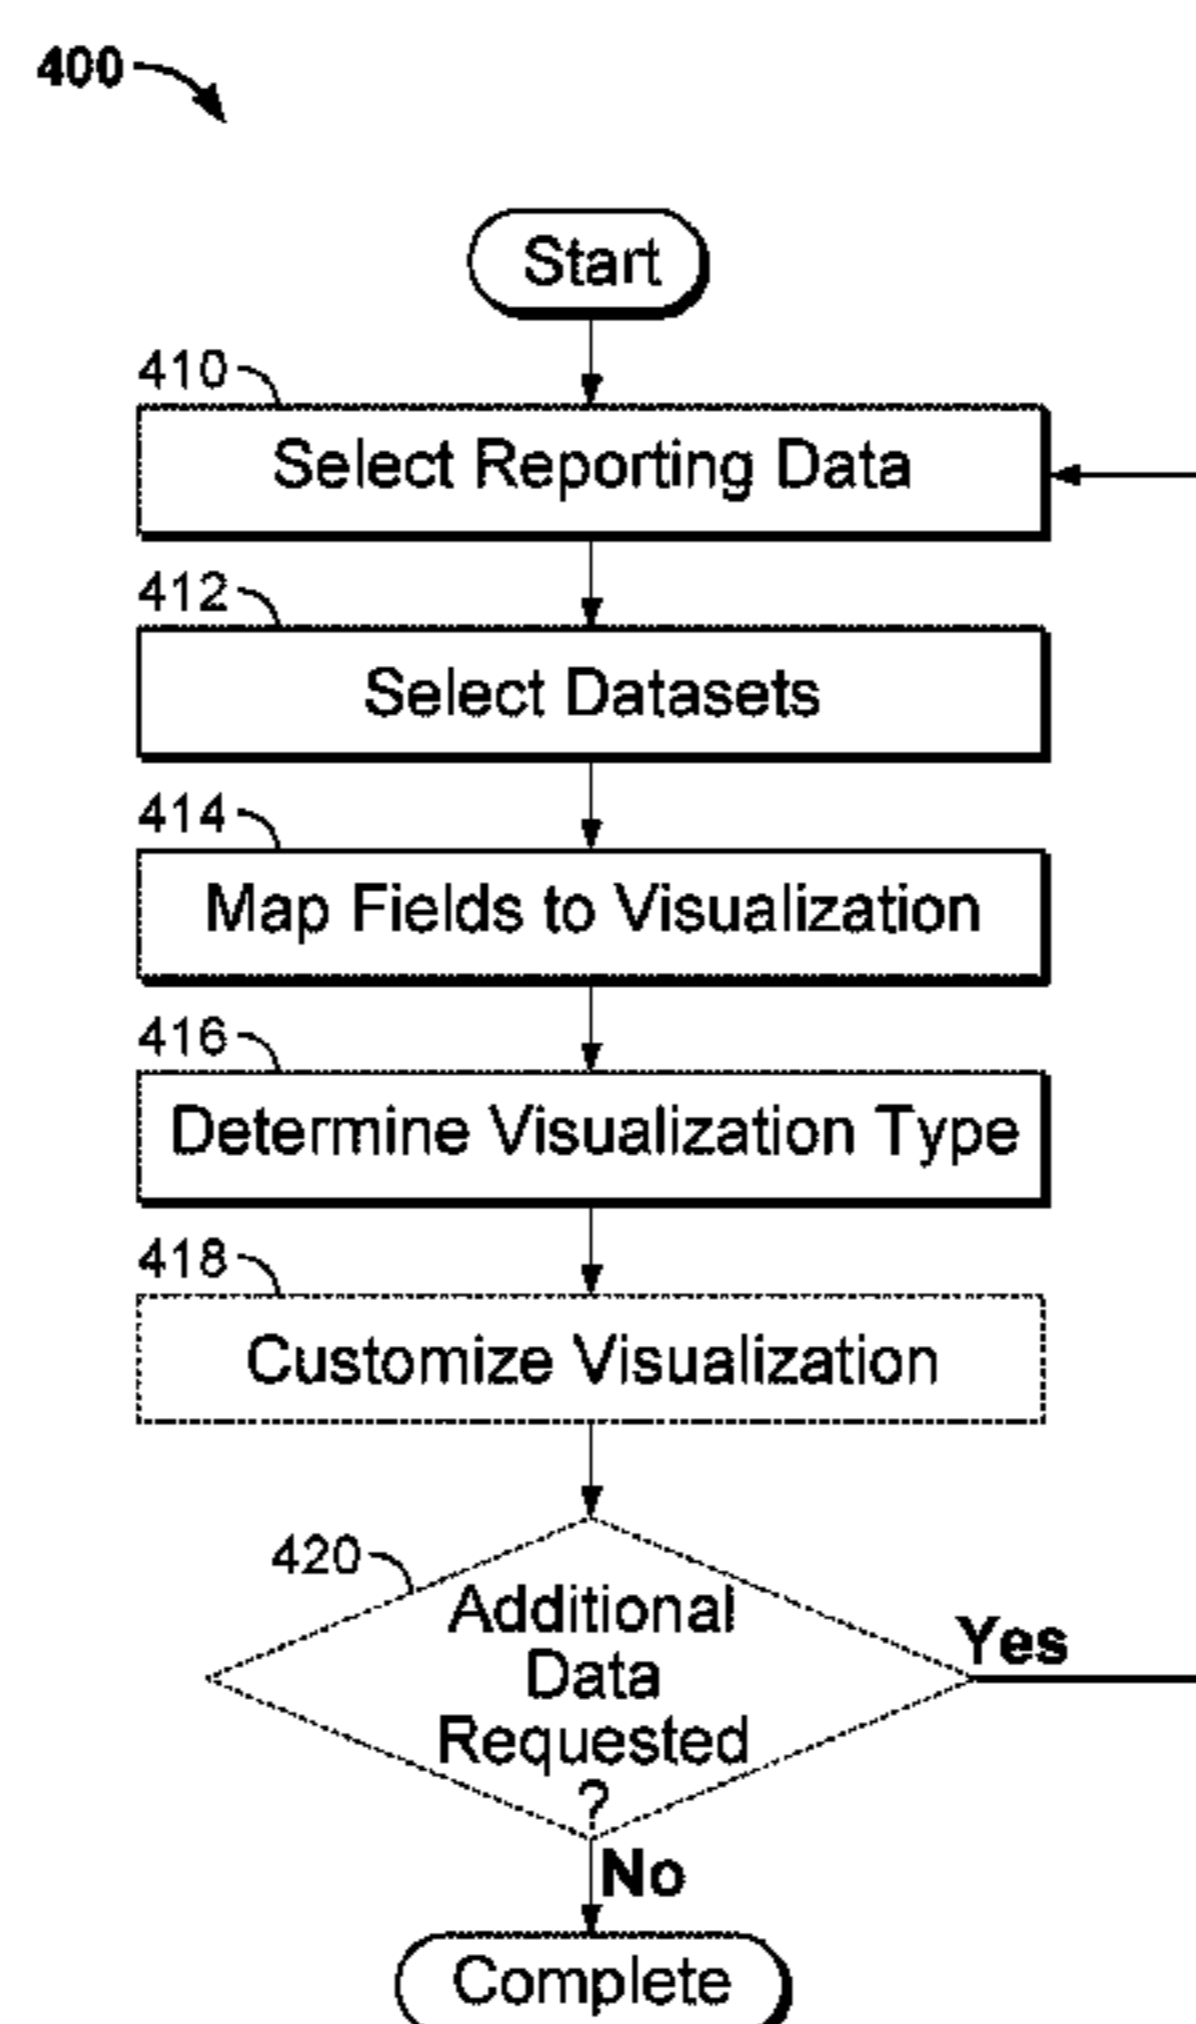 400
Start
410
Select Reporting Data
412
Select Datasets
414
Map Fields to Visualization
416
Determine Visualization Type
418
Customize Visualization
420
Additional
Data
Requested
?
Yes
No
Complete